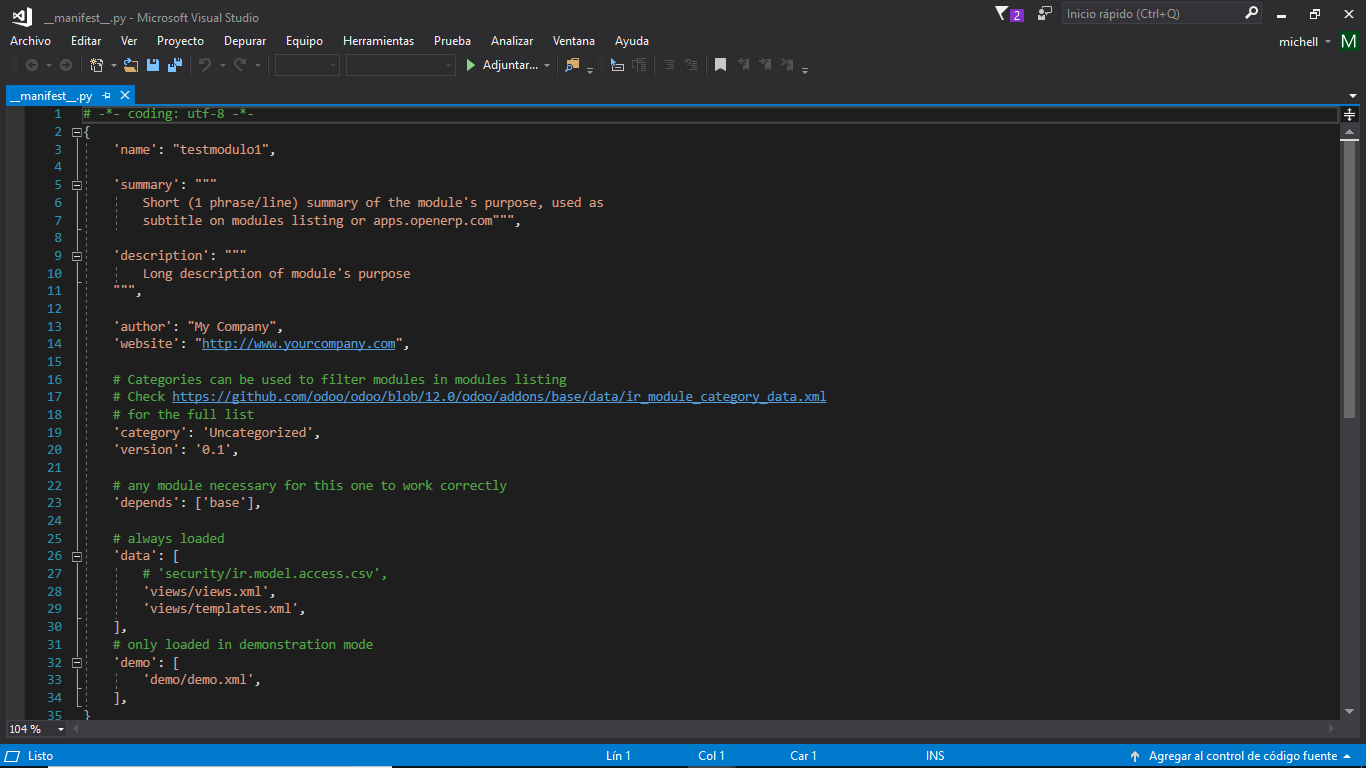 __manifest__.py - Microsoft Visual Studio
2
Inicio rápido (Ctrl+Q)
Archivo Editar Ver Proyecto Depurar Equipo Herramientas Prueba Analizar Ventana Ayuda
michell M
Adjuntar...
__manifest__.py
1 # -*- coding: utf-8 -*-
2 {
3 'name': "testmodulo1",
4
5 'summary': """
6 Short (1 phrase/line) summary of the module's purpose, used as
7 subtitle on modules listing or apps.openerp.com""",
8
9 'description': """
10 Long description of module's purpose
11 """,
12
13 'author': "My Company",
14 'website': "http://www.yourcompany.com",
15
16 # Categories can be used to filter modules in modules listing
17 # Check https://github.com/odoo/odoo/blob/12.0/odoo/addons/base/data/ir_module_category_data.xml
18 # for the full list
19 'category': 'Uncategorized',
20 'version': '0.1',
21
22 # any module necessary for this one to work correctly
23 'depends': ['base'],
24
25 # always loaded
26 'data': [
27 # 'security/ir.model.access.csv',
28 'views/views.xml',
29 'views/templates.xml',
30 ],
31 # only loaded in demonstration mode
32 'demo': [
33 'demo/demo.xml',
34 ],
35 }
104 %
Listo Lín 1 Col 1 Car 1 INS Agregar al control de código fuente